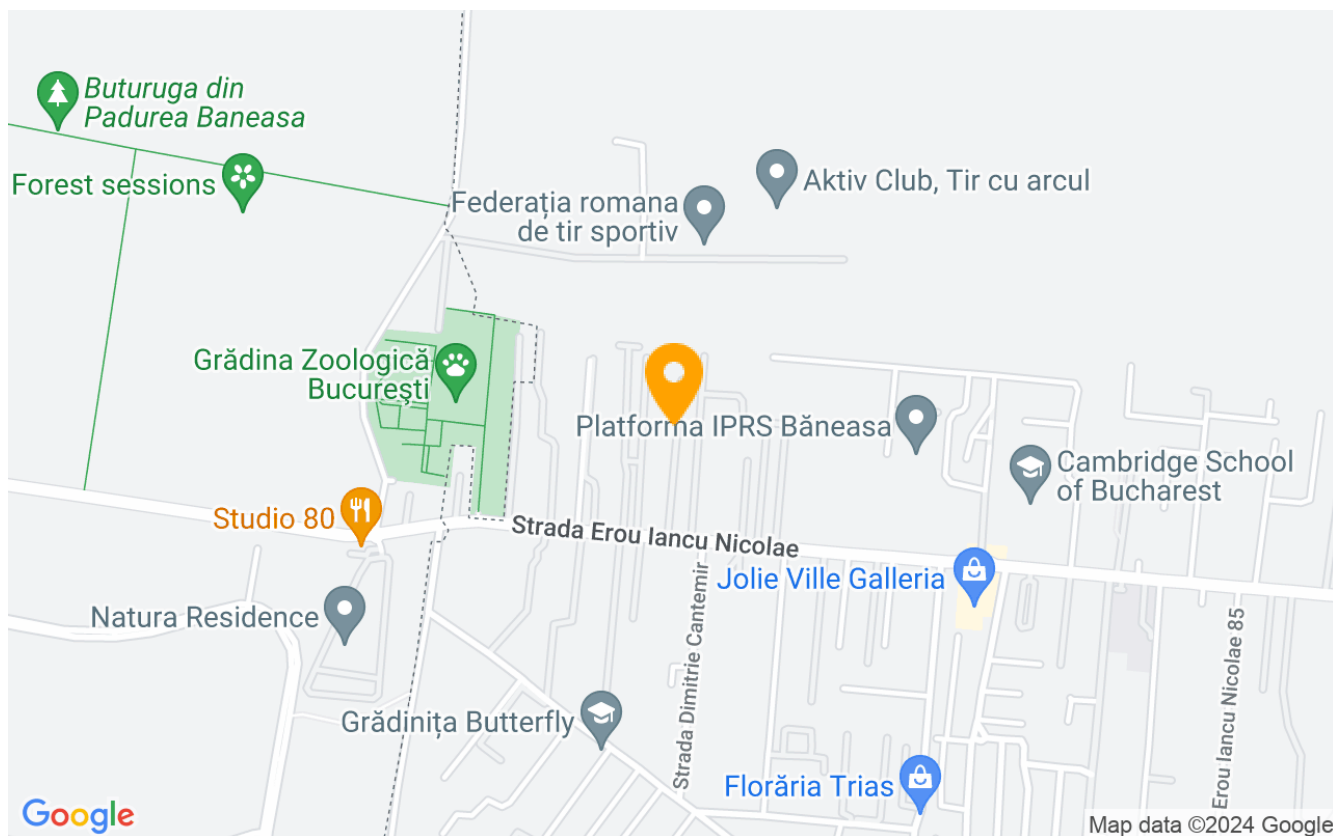 Buturuga din
Padurea Baneasa
Forest sessions
Aktiv Club, Tir cu arcul
Federația romana
de tir sportiv
Grădina Zoologică
București
Platforma IPRS Băneasa
Cambridge School
of Bucharest
Studio 80
Strada Erou Iancu Nicolae
Jolie Ville Galleria
Natura Residence
Strada Dimitrie Cantemir
Erou Iancu Nicolae 85
Grădinița Butterfly
Florăria Trias
Google
Map data ©2024 Google